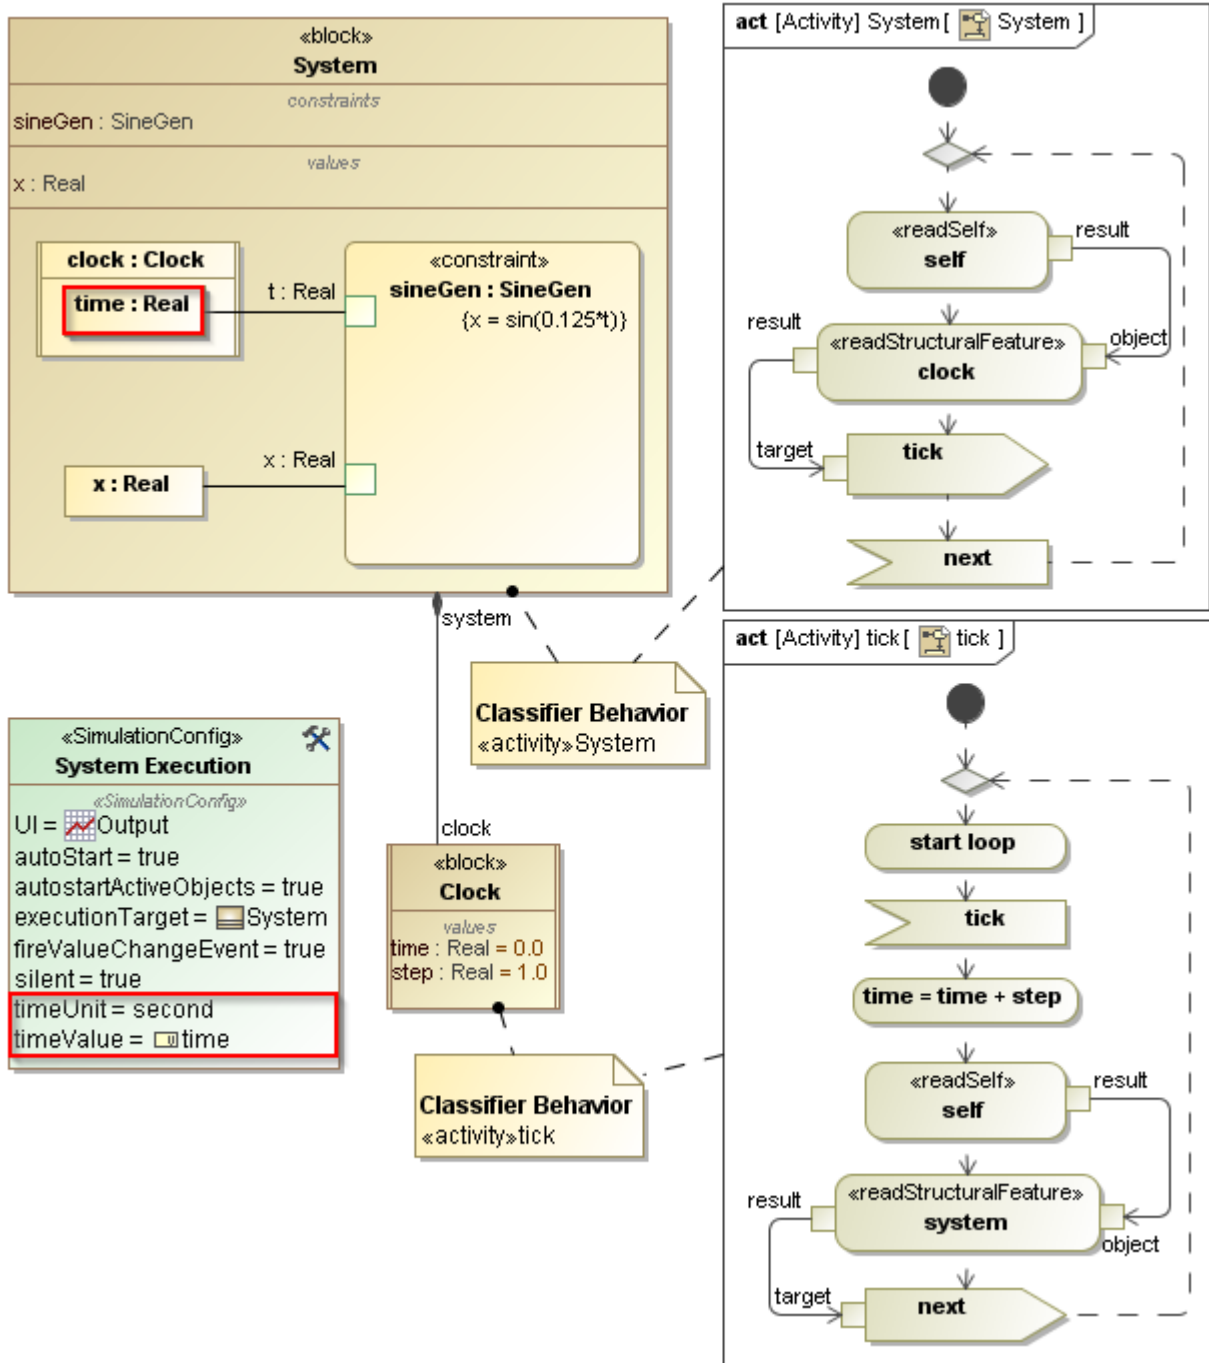 «block»
System
constraints
sineGen : SineGen
values
x : Real
clock : Clock
time : Real
t : Real
«constraint»
sineGen : SineGen
{x = sin(0.125*t)}
x : Real
x : Real
system
Classifier Behavior
«activity»System
«SimulationConfig»
System Execution
«SimulationConfig»
UI = Output
autoStart = true
autostartActiveObjects = true
executionTarget = System
fireValueChangeEvent = true
silent = true
timeUnit = second
timeValue = time
clock
«block»
Clock
values
time : Real = 0.0
step : Real = 1.0
Classifier Behavior
«activity»tick
act [Activity] System [ System ]
«readSelf»
self
result
result
«readStructuralFeature»
clock
object
target
tick
next
act [Activity] tick [ tick ]
start loop
tick
time = time + step
«readSelf»
self
result
result
«readStructuralFeature»
system
object
target
next